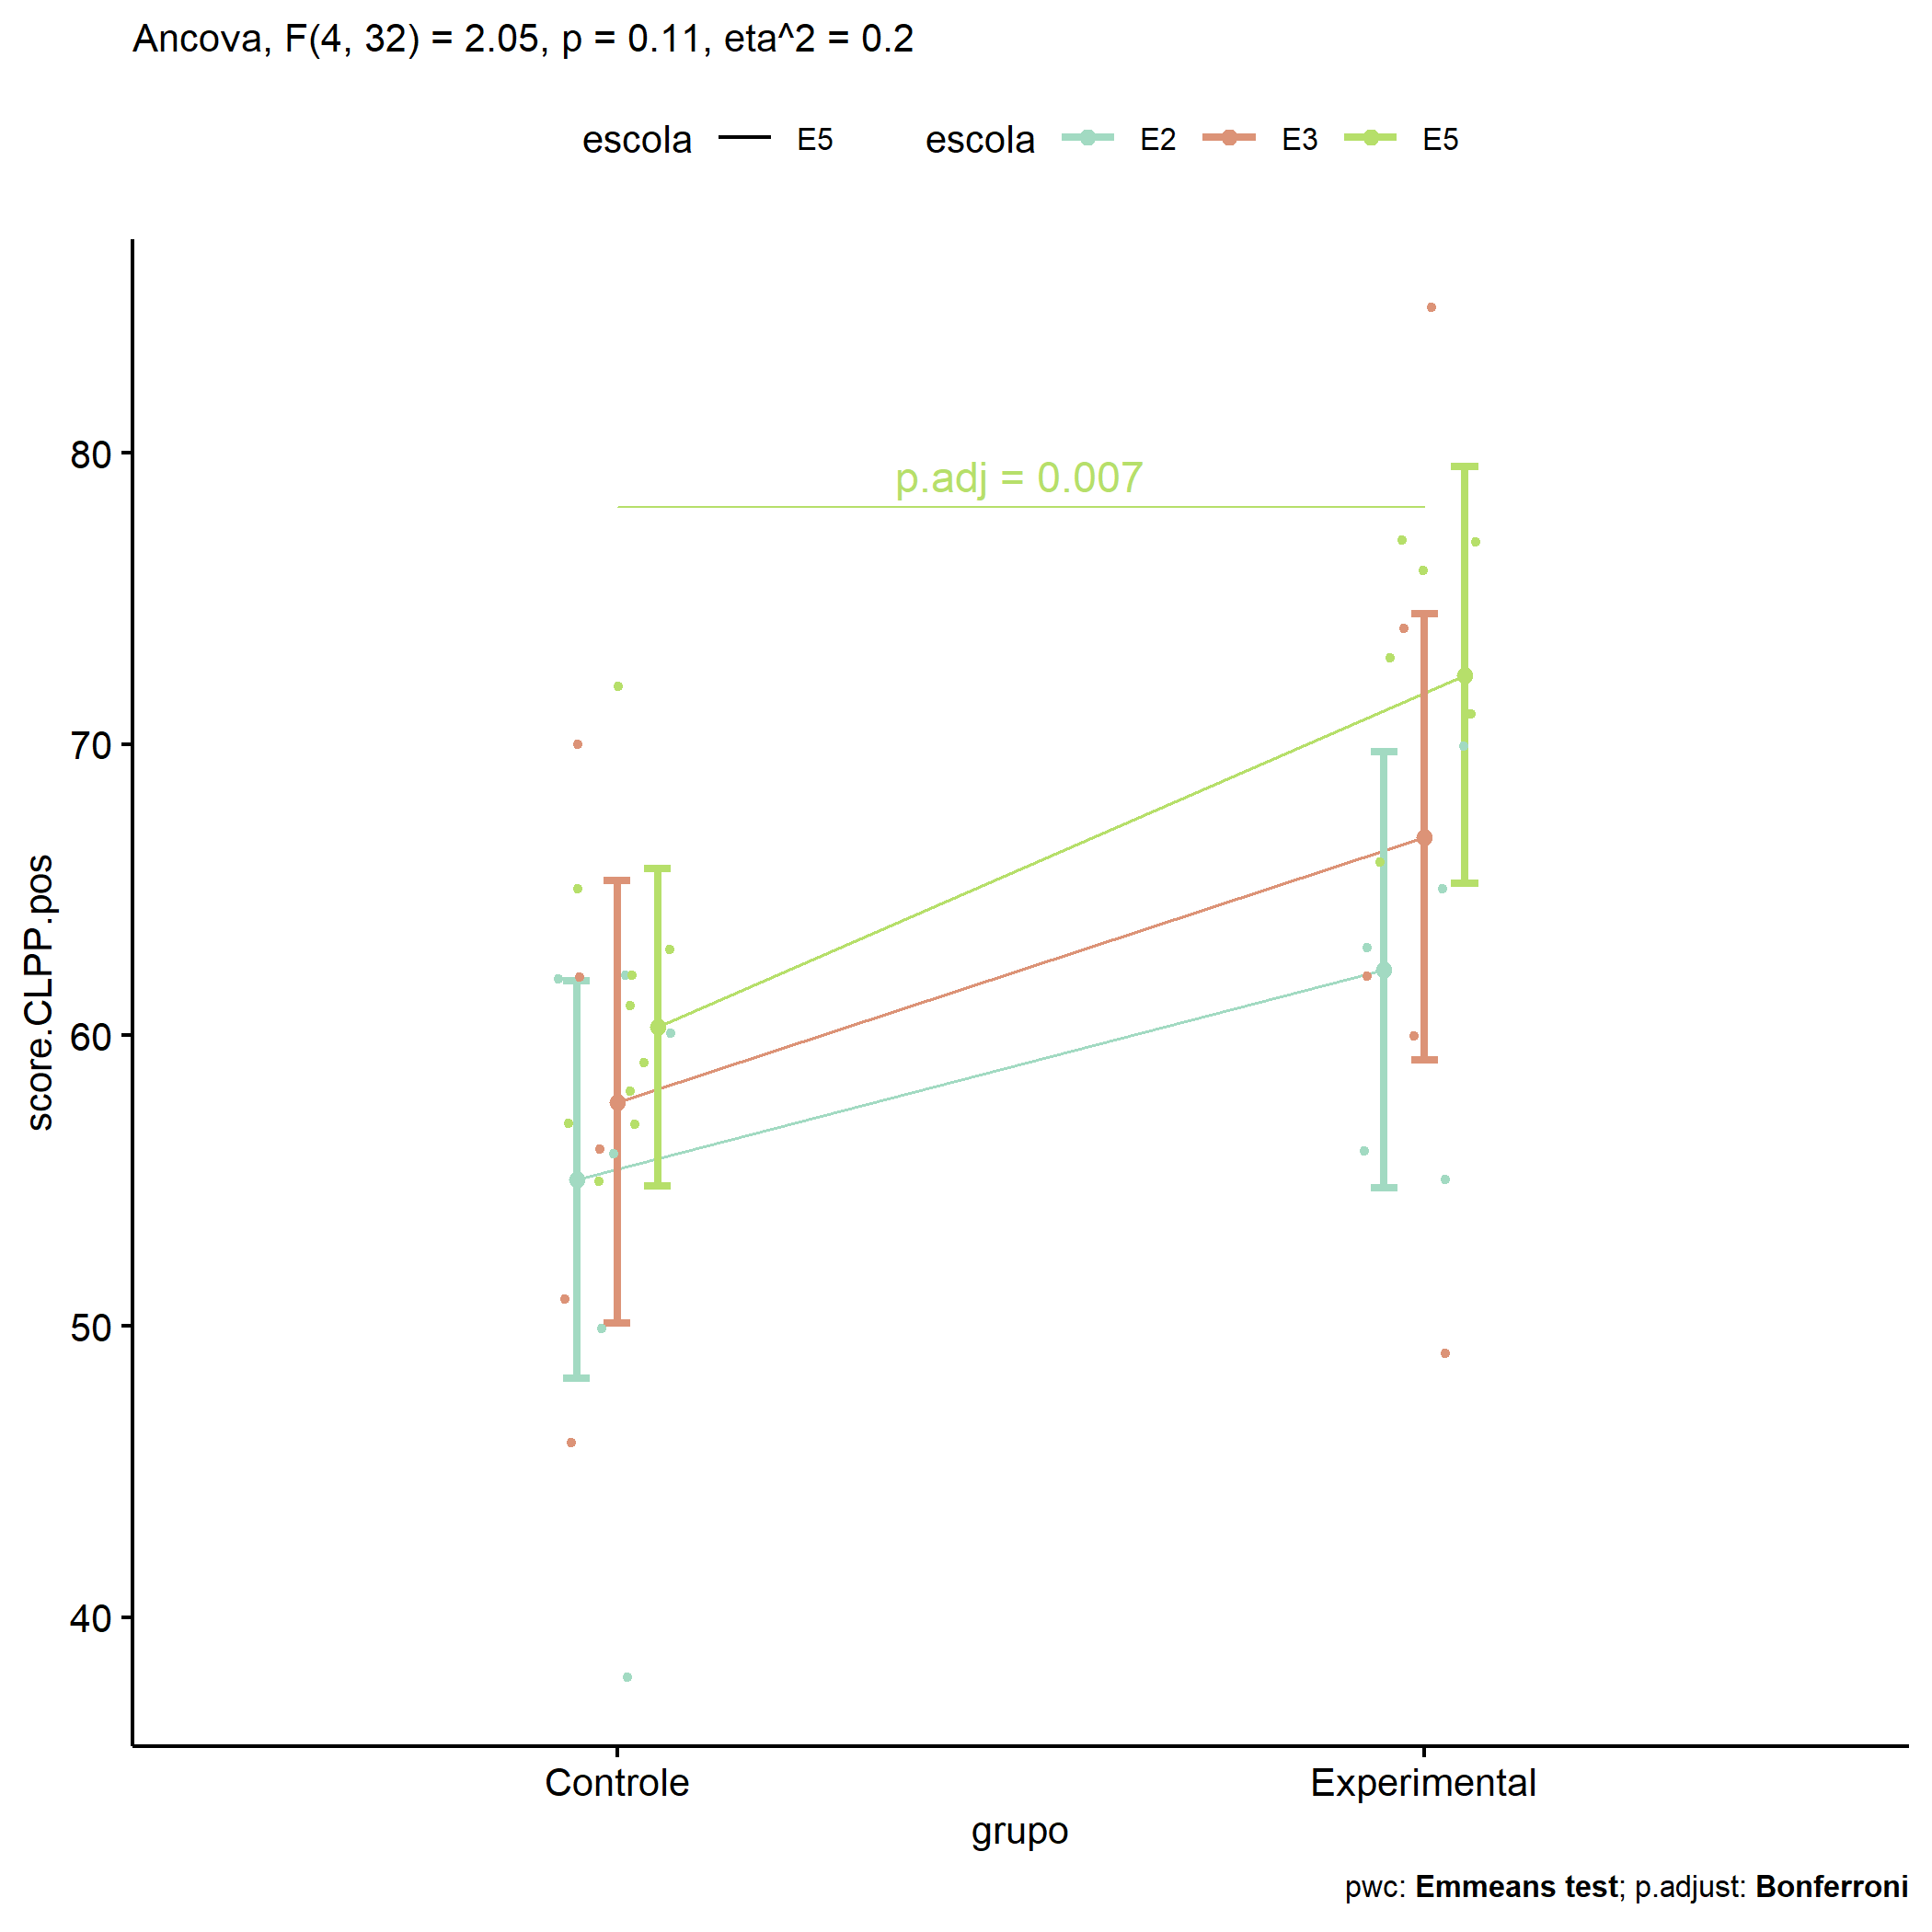 Ancova, F(4, 32) = 2.05, p = 0.11, eta^2 = 0.2
escola E5 escola E2 E3 E5
80
p.adj = 0.007
70
60
50
40
score.CLPP.pos
Controle Experimental
grupo
pwc: Emmeans test; p.adjust: Bonferroni